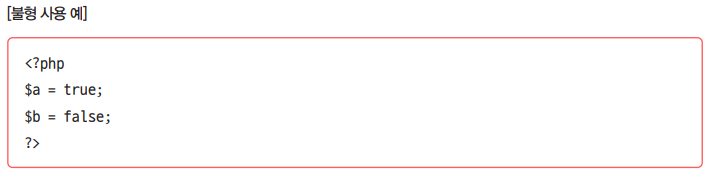 [불형 사용 예]
<?php
$a = true;
$b = false;
?>